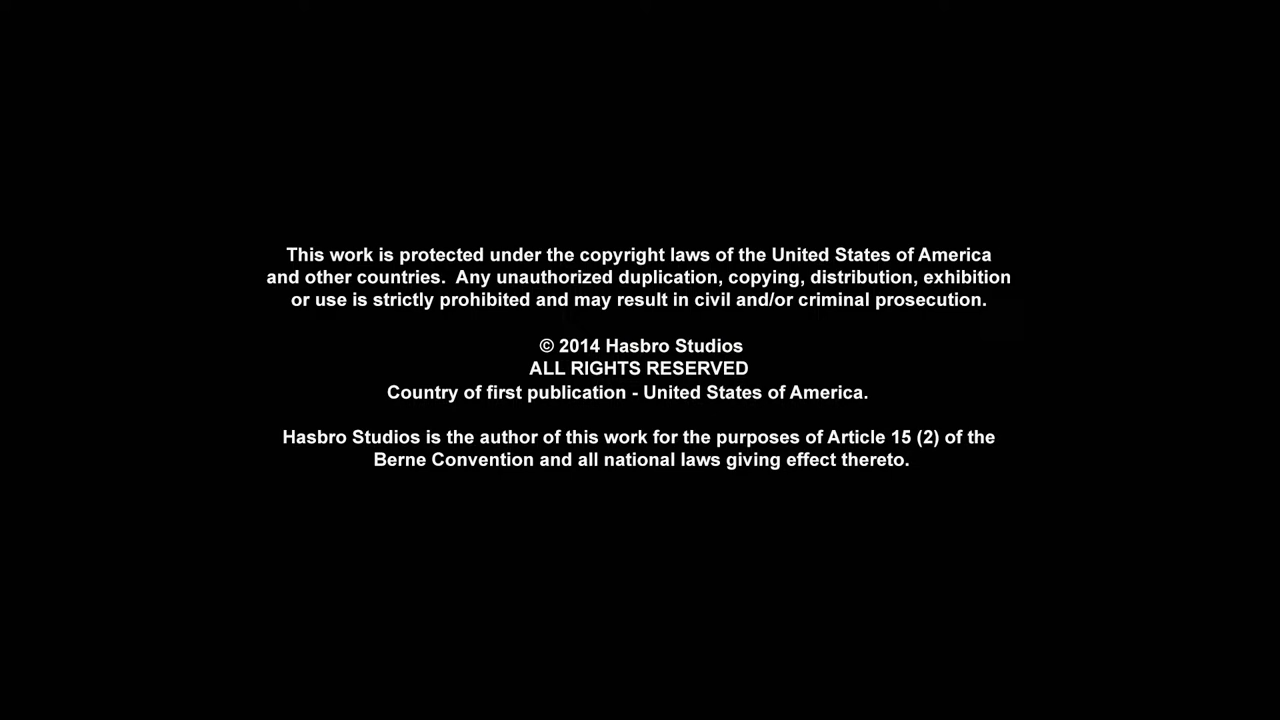 This work is protected under the copyright laws of the United States of America
and other countries.  Any unauthorized duplication, copying, distribution, exhibition
or use is strictly prohibited and may result in civil and/or criminal prosecution.
© 2014 Hasbro Studios
ALL RIGHTS RESERVED
Country of first publication - United States of America.
Hasbro Studios is the author of this work for the purposes of Article 15 (2) of the
Berne Convention and all national laws giving effect thereto.